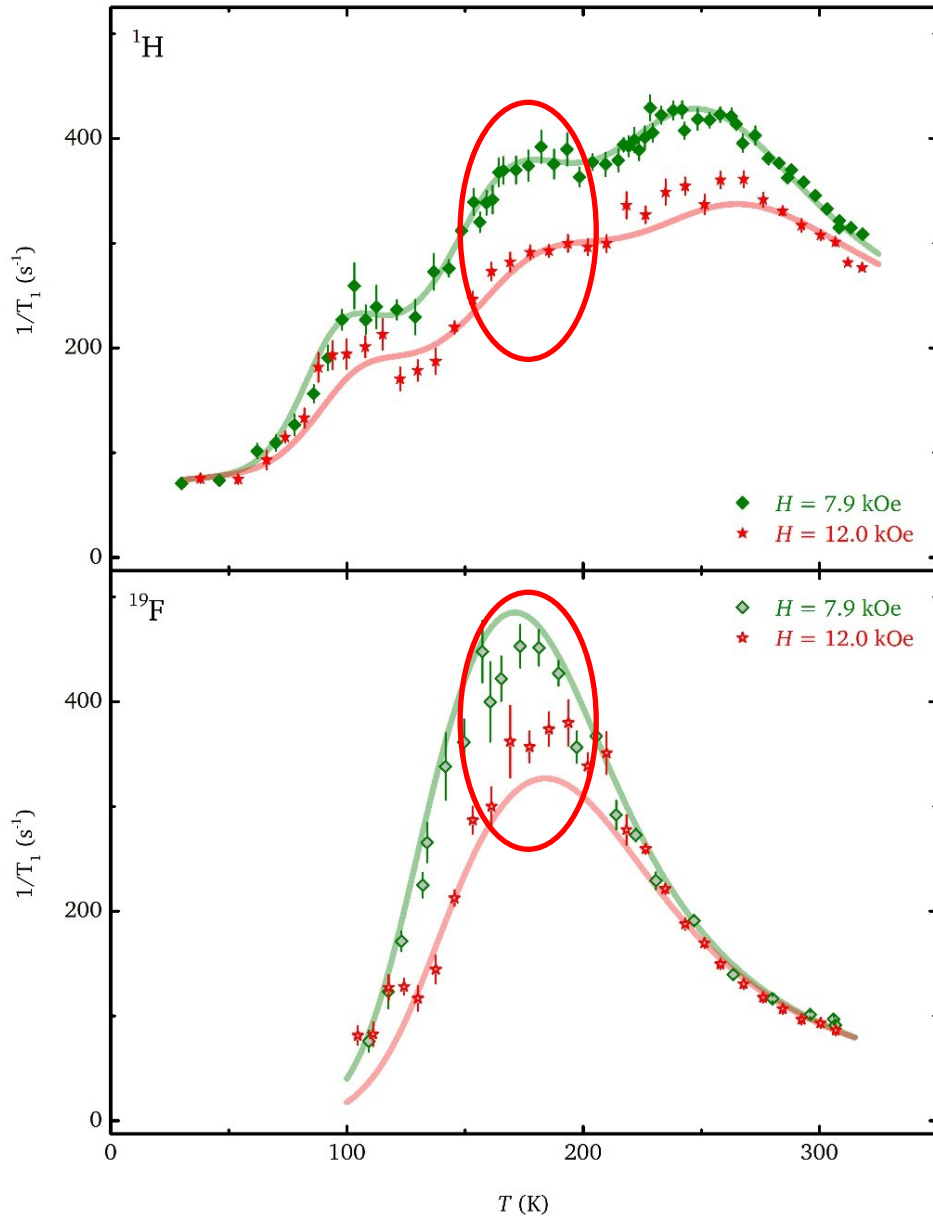 ¹H
400
200
0
1/T₁ (s⁻¹)
H = 7.9 kOe
H = 12.0 kOe
¹⁹F
H = 7.9 kOe
H = 12.0 kOe
400
200
0
1/T₁ (s⁻¹)
0 100 200 300
T (K)